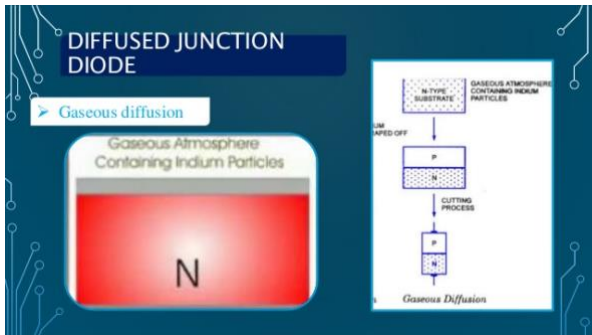 DIFFUSED JUNCTION
DIODE
➢ Gaseous diffusion
Gaseous Atmosphere
Containing Indium Particles
N
N-TYPE
SUBSTRATE
GASEOUS ATMOSPHERE
CONTAINING INDIUM
PARTICLES
UM
APED OFF
P
N
CUTTING
PROCESS
P
N
s
Gaseous Diffusion